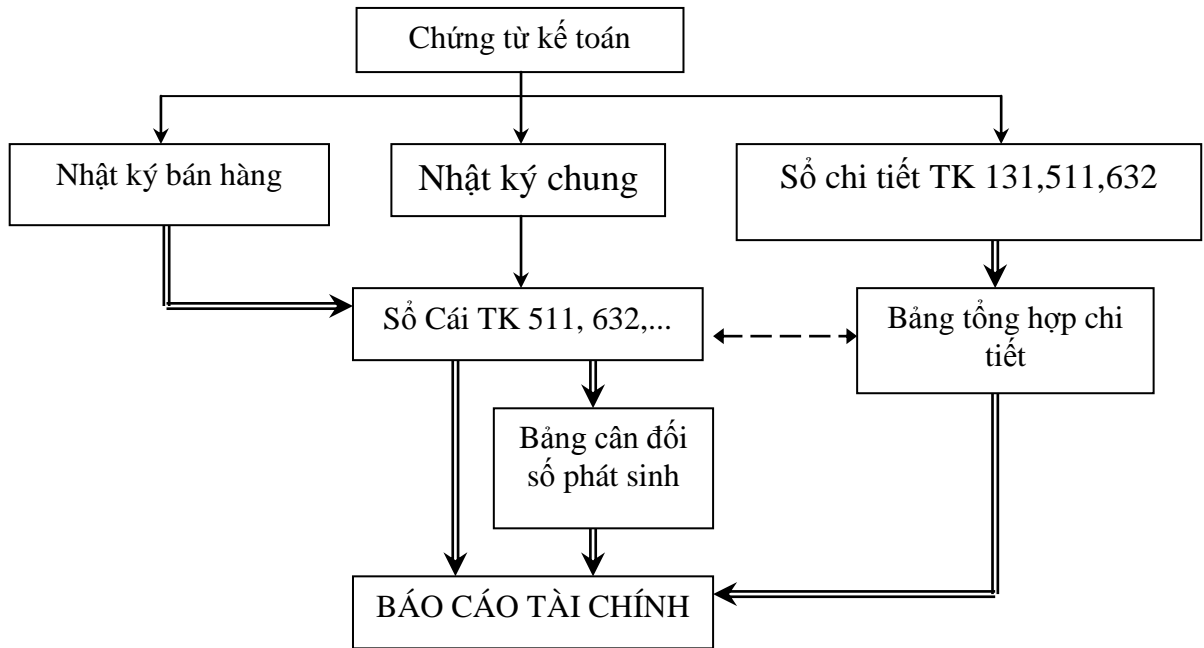 Chứng từ kế toán
Nhật ký bán hàng
Nhật ký chung
Sổ chi tiết TK 131,511,632
Sổ Cái TK 511, 632,...
Bảng tổng hợp chi
tiết
Bảng cân đối
số phát sinh
BÁO CÁO TÀI CHÍNH